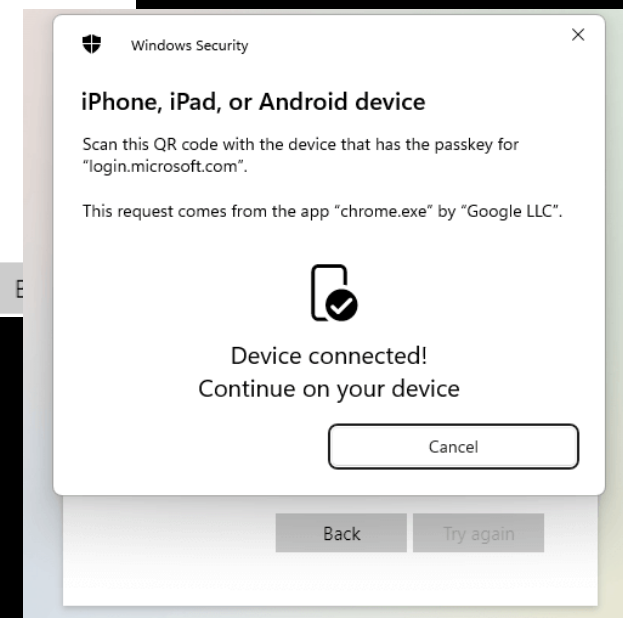 Windows Security
iPhone, iPad, or Android device
Scan this QR code with the device that has the passkey for
“login.microsoft.com”.
This request comes from the app “chrome.exe” by “Google LLC”.
Device connected!
Continue on your device
Cancel
Back
Try again